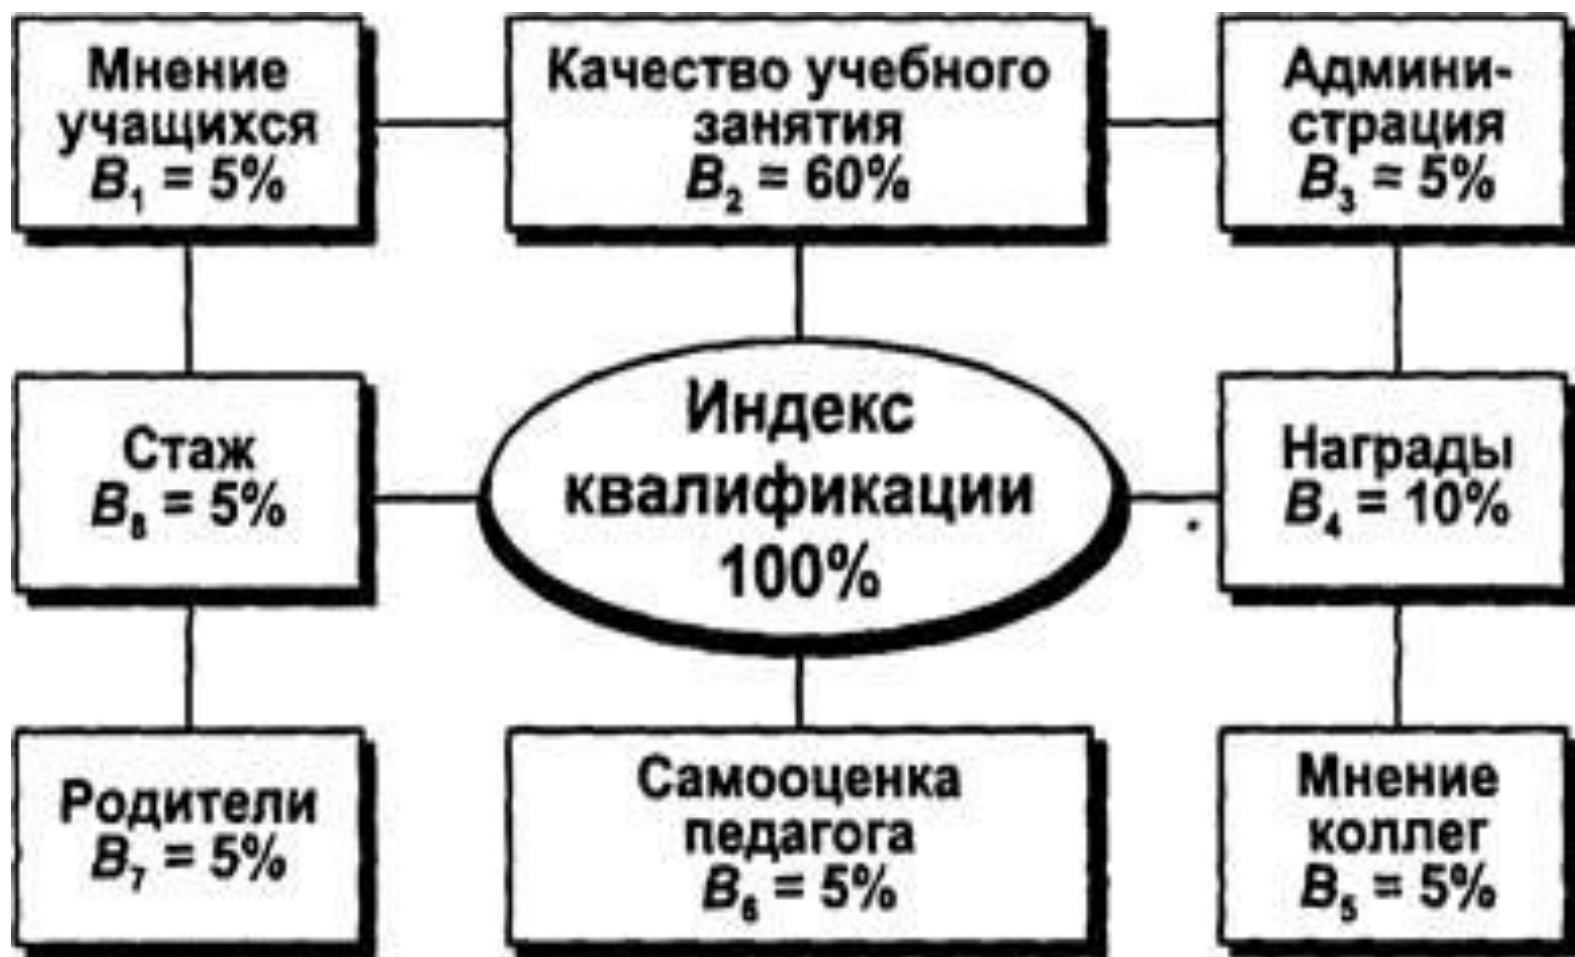 Мнение
учащихся
B₁ = 5%
Качество учебного
занятия
B₂ = 60%
Админи-
страция
B₃ = 5%
Стаж
B₈ = 5%
Индекс
квалификации
100%
Награды
B₄ = 10%
Родители
B₇ = 5%
Самооценка
педагога
B₆ = 5%
Мнение
коллег
B₅ = 5%